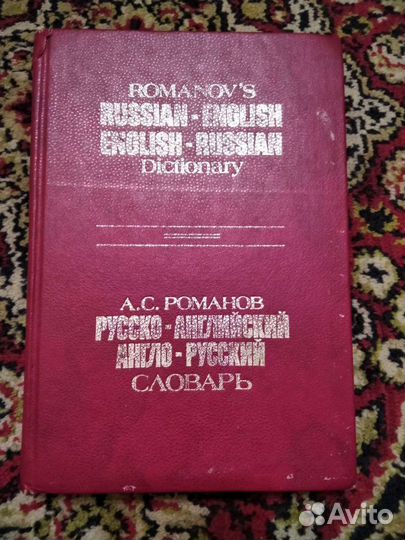 ROMANOV'S
RUSSIAN - ENGLISH
ENGLISH - RUSSIAN
Dictionary
А.С. РОМАНОВ
РУССКО - АНГЛИЙСКИЙ
АНГЛО - РУССКИЙ
СЛОВАРЬ
Avito